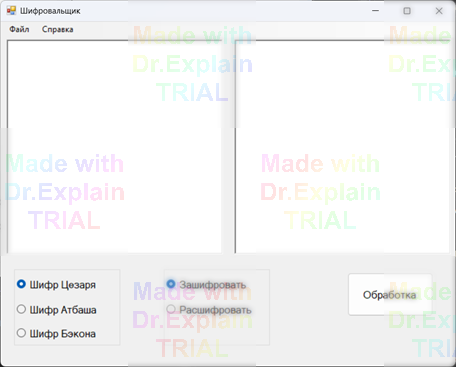 Шифровальщик
Файл Справка
Made with
Dr.Explain
TRIAL
Made with
Dr.Explain
TRIAL
Made with
Dr.Explain
TRIAL
Made with
Dr.Explain
TRIAL
Шифр Цезаря
Шифр Атбаша
Шифр Бэкона
Зашифровать
Расшифровать
Обработка
Made with
Dr.Explain
TRIAL
Made with
Dr.Explain
TRIAL